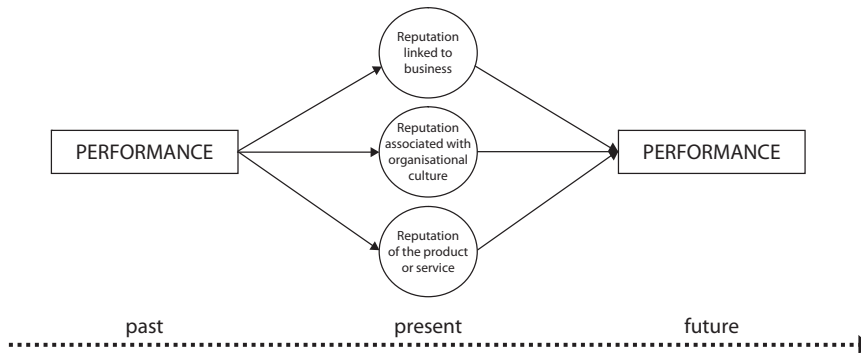 Reputation
linked to
business
PERFORMANCE
Reputation
associated with
organisational
culture
PERFORMANCE
Reputation
of the product
or service
past
present
future